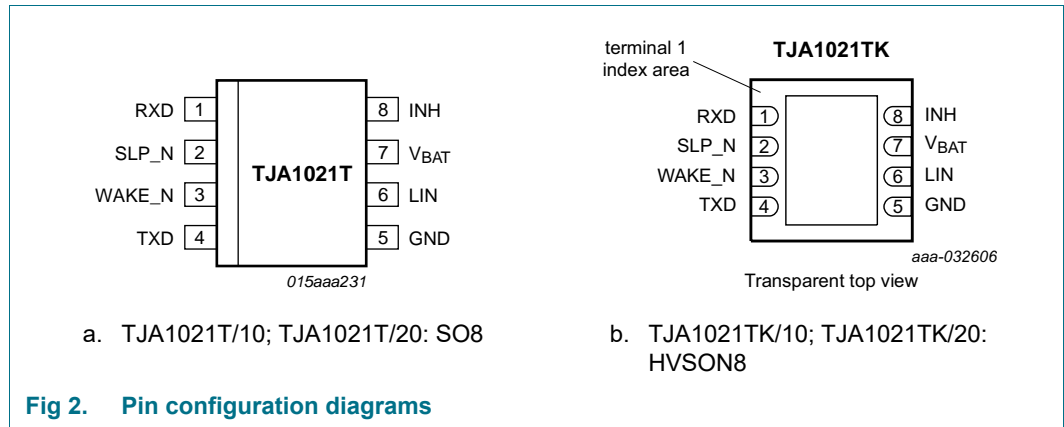 RXD 1
SLP_N 2
WAKE_N 3
TXD 4
TJA1021T
8 INH
7 VBAT
6 LIN
5 GND
015aaa231
a. TJA1021T/10; TJA1021T/20: SO8
terminal 1
index area
TJA1021TK
RXD 1
SLP_N 2
WAKE_N 3
TXD 4
8 INH
7 VBAT
6 LIN
5 GND
aaa-032606
Transparent top view
b. TJA1021TK/10; TJA1021TK/20:
HVSON8
Fig 2. Pin configuration diagrams